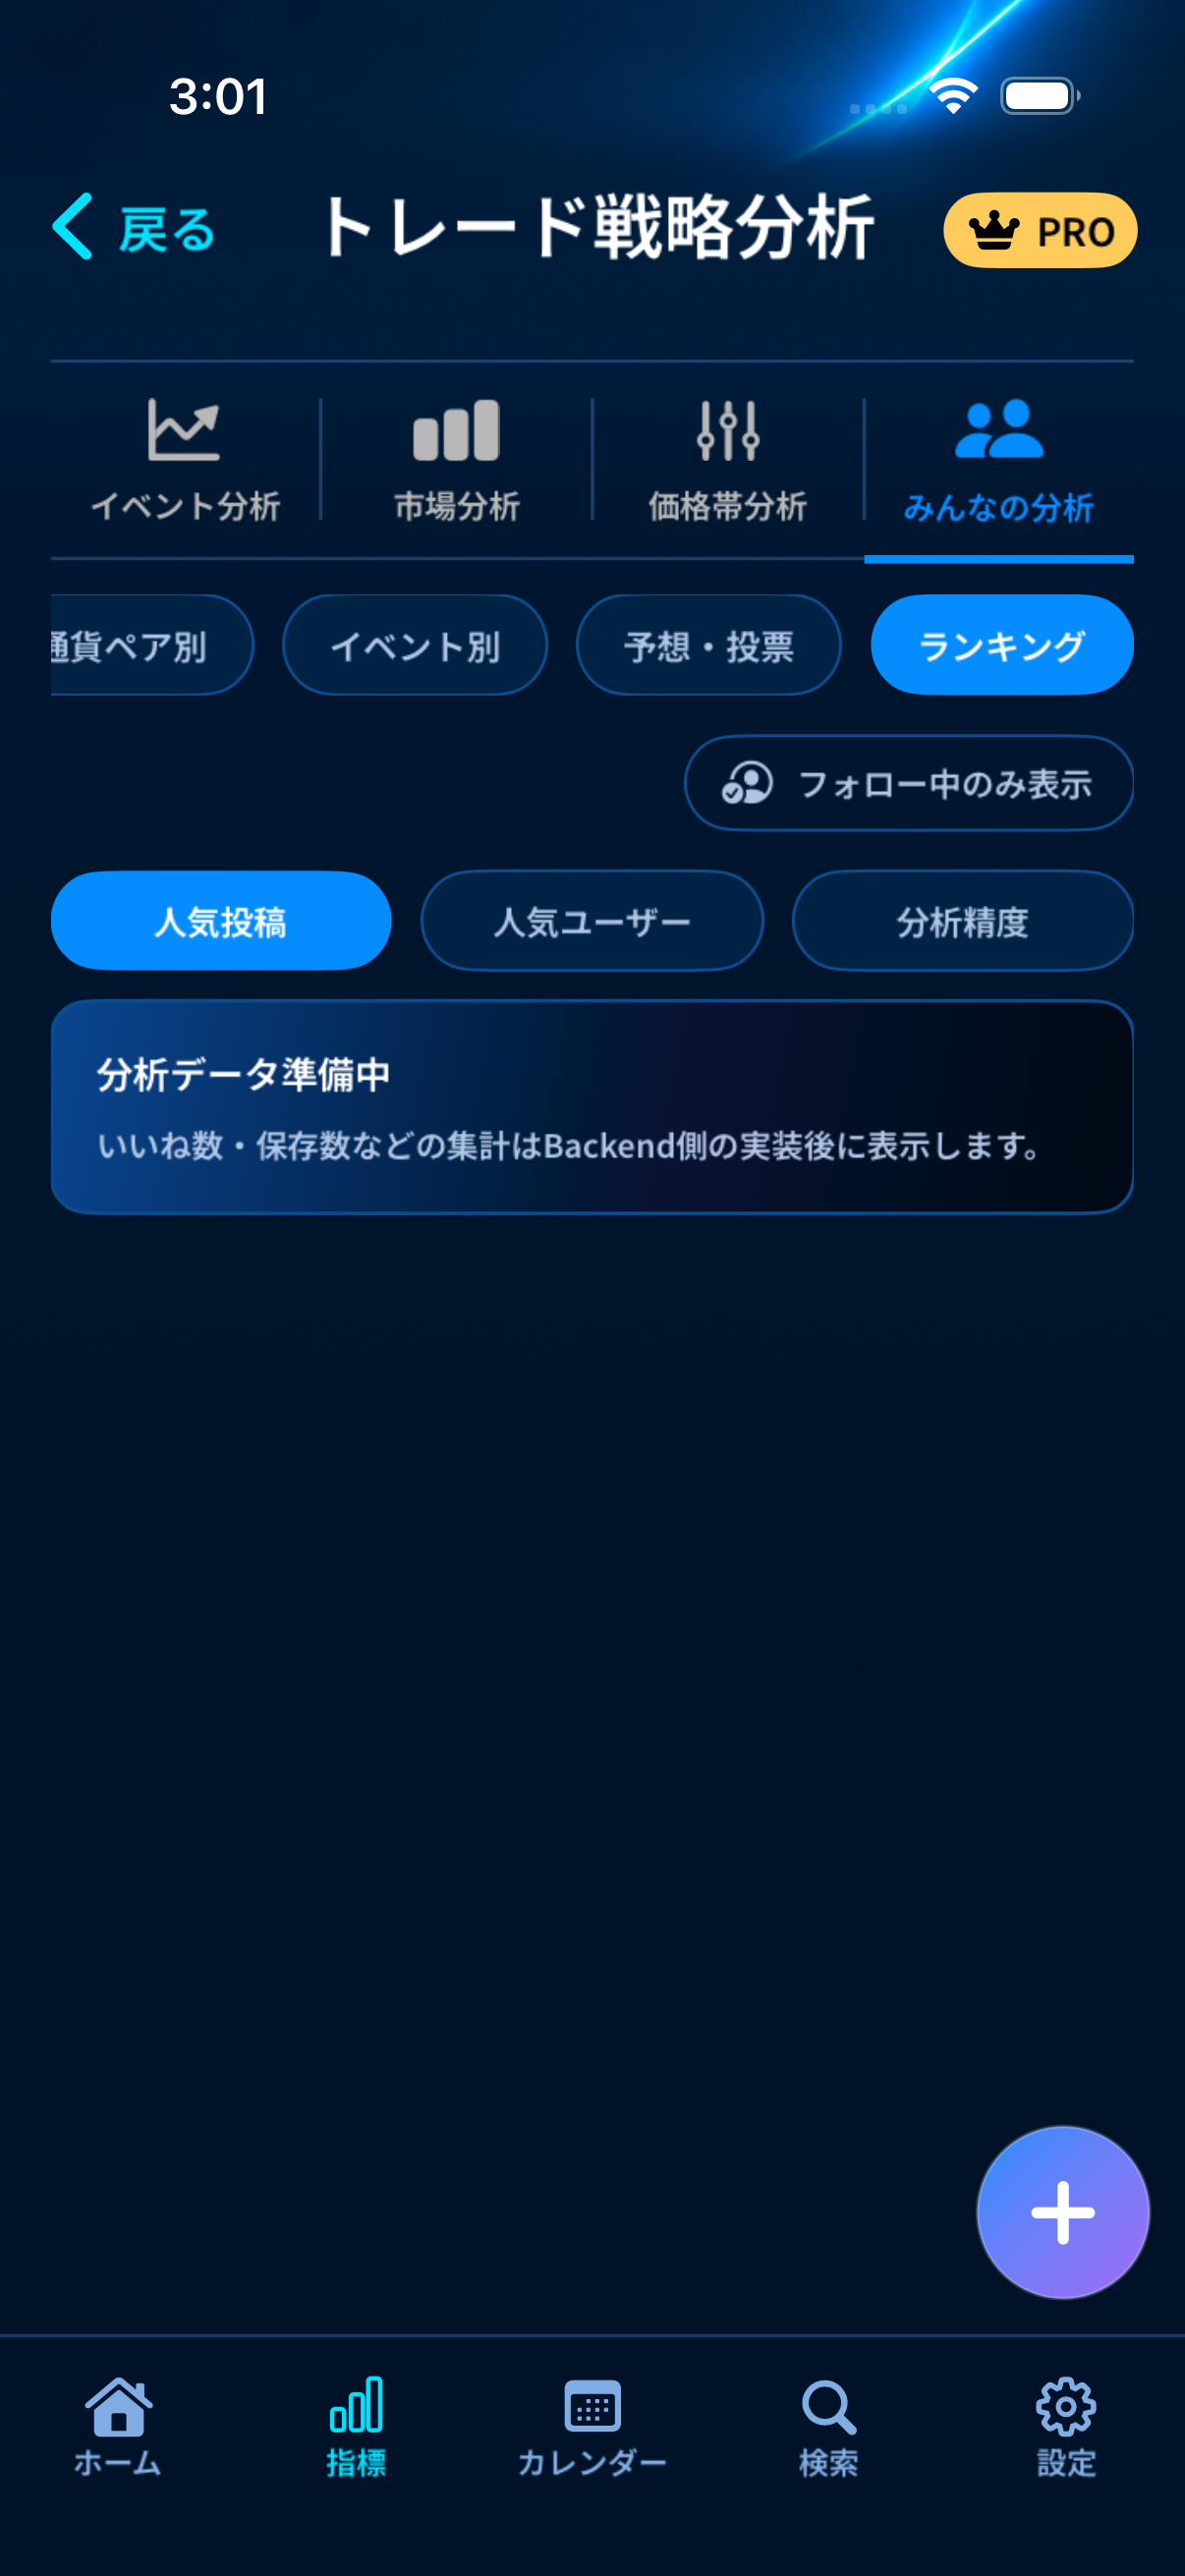 3:01
戻る
トレード戦略分析
PRO
イベント分析
市場分析
価格帯分析
みんなの分析
通貨ペア別
イベント別
予想・投票
ランキング
フォロー中のみ表示
人気投稿
人気ユーザー
分析精度
分析データ準備中
いいね数・保存数などの集計はBackend側の実装後に表示します。
ホーム
指標
カレンダー
検索
設定